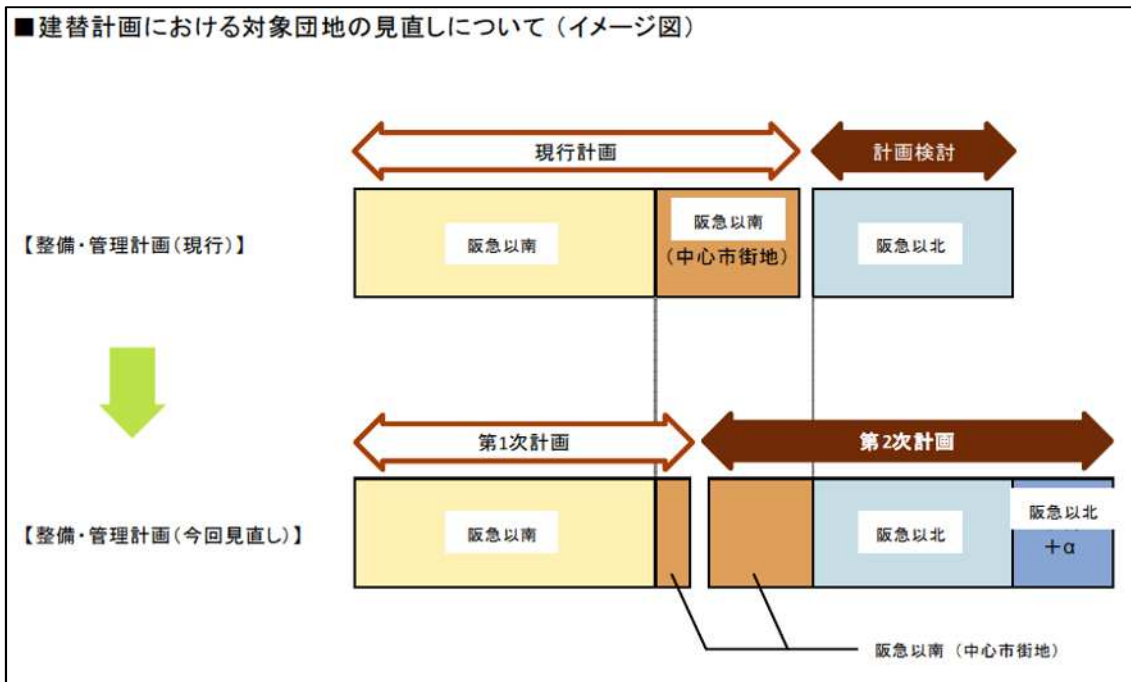 ■建替計画における対象団地の見直しについて（イメージ図）
現行計画
計画検討
【整備・管理計画(現行)】
阪急以南
阪急以南
（中心市街地）
阪急以北
第1次計画
第2次計画
【整備・管理計画(今回見直し)】
阪急以南
阪急以北
阪急以北
＋α
阪急以南（中心市街地）